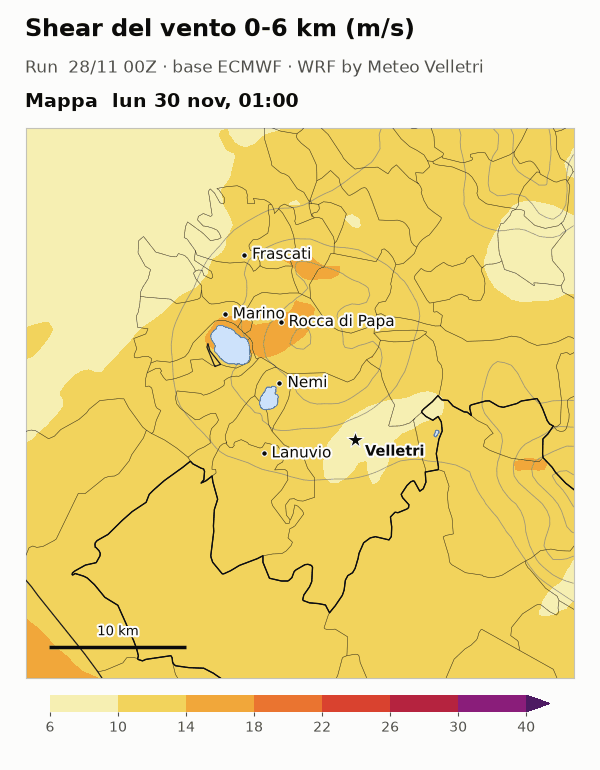 Shear del vento 0-6 km (m/s)
Run  28/11 00Z · base ECMWF · WRF by Meteo Velletri
Mappa  lun 30 nov, 01:00
Frascati
Marino
Rocca di Papa
Nemi
Velletri
Lanuvio
10 km
6 10 14 18 22 26 30 40